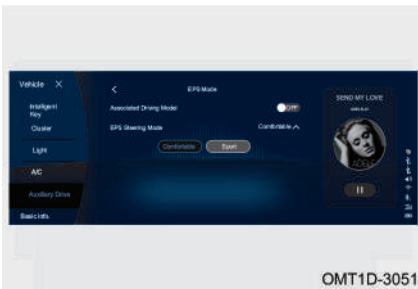 Vehicle
EPS Mode
Intelligent
Key
Associated Driving Model
OFF
Cluster
EPS Steering Mode
Comfortable
Light
Comfortable
Sport
A/C
Auxiliary Drive
Basic info.
SEND MY LOVE
ADELE
OMT1D-3051